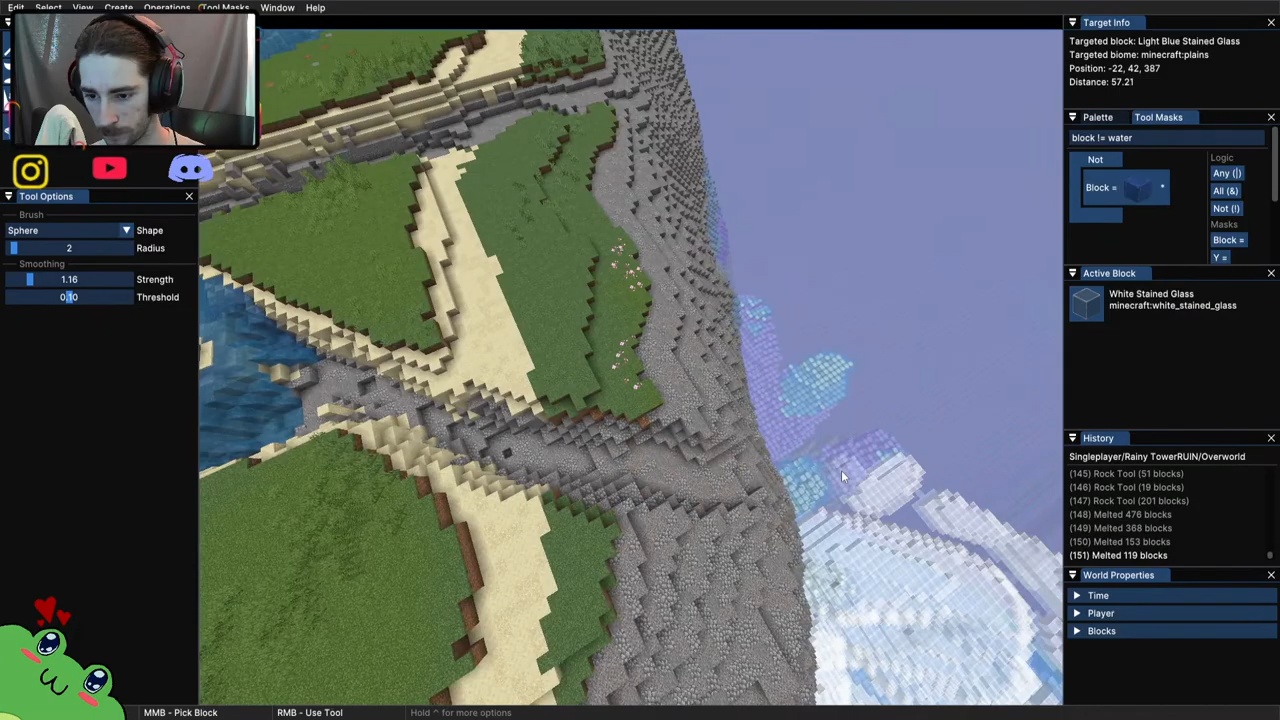 Edit Select View Create Operations Tool Masks Window Help
Tool Options
Brush
Sphere Shape
2 Radius
Smoothing
1.16 Strength
0.10 Threshold
Target Info
Targeted block: Light Blue Stained Glass
Targeted biome: minecraft:plains
Position: -22, 42, 387
Distance: 57.21
Palette Tool Masks
block != water
Not
Block = *
Logic
Any (|)
All (&)
Not (!)
Masks
Block =
Y =
Active Block
White Stained Glass
minecraft:white_stained_glass
History
Singleplayer/Rainy TowerRUIN/Overworld
(145) Rock Tool (51 blocks)
(146) Rock Tool (19 blocks)
(147) Rock Tool (201 blocks)
(148) Melted 476 blocks
(149) Melted 368 blocks
(150) Melted 153 blocks
(151) Melted 119 blocks
World Properties
Time
Player
Blocks
MMB - Pick Block RMB - Use Tool Hold ^ for more options